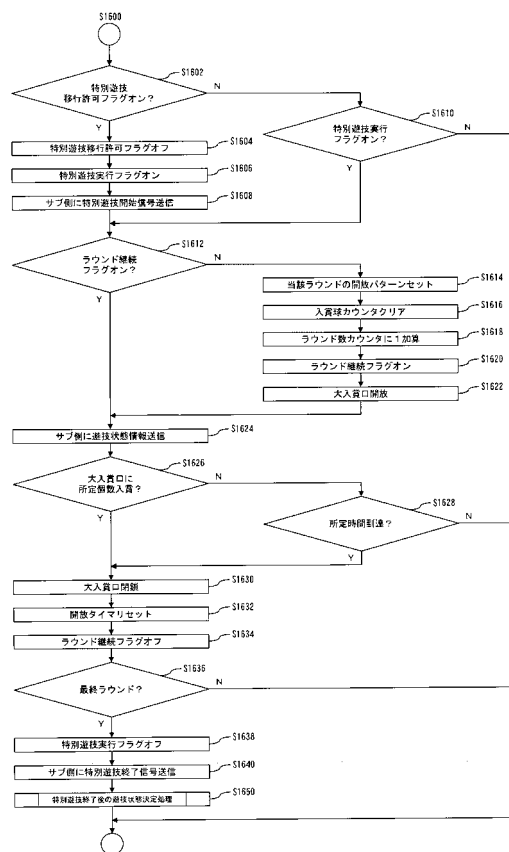 S1600
S1602
特別遊技
移行許可フラグオン？
N
Y
S1610
特別遊技実行
フラグオン？
N
Y
特別遊技移行許可フラグオフ
S1604
特別遊技実行フラグオン
S1606
サブ側に特別遊技開始信号送信
S1608
S1612
ラウンド継続
フラグオン？
N
Y
当該ラウンドの開放パターンセット
S1614
入賞球カウンタクリア
S1616
ラウンド数カウンタに1加算
S1618
ラウンド継続フラグオン
S1620
大入賞口開放
S1622
サブ側に遊技状態情報送信
S1624
S1626
大入賞口に
所定個数入賞？
N
Y
S1628
所定時間到達？
N
Y
大入賞口閉鎖
S1630
開放タイマリセット
S1632
ラウンド継続フラグオフ
S1634
S1636
最終ラウンド？
N
Y
特別遊技実行フラグオフ
S1638
サブ側に特別遊技終了信号送信
S1640
特別遊技終了後の遊技状態決定処理
S1650